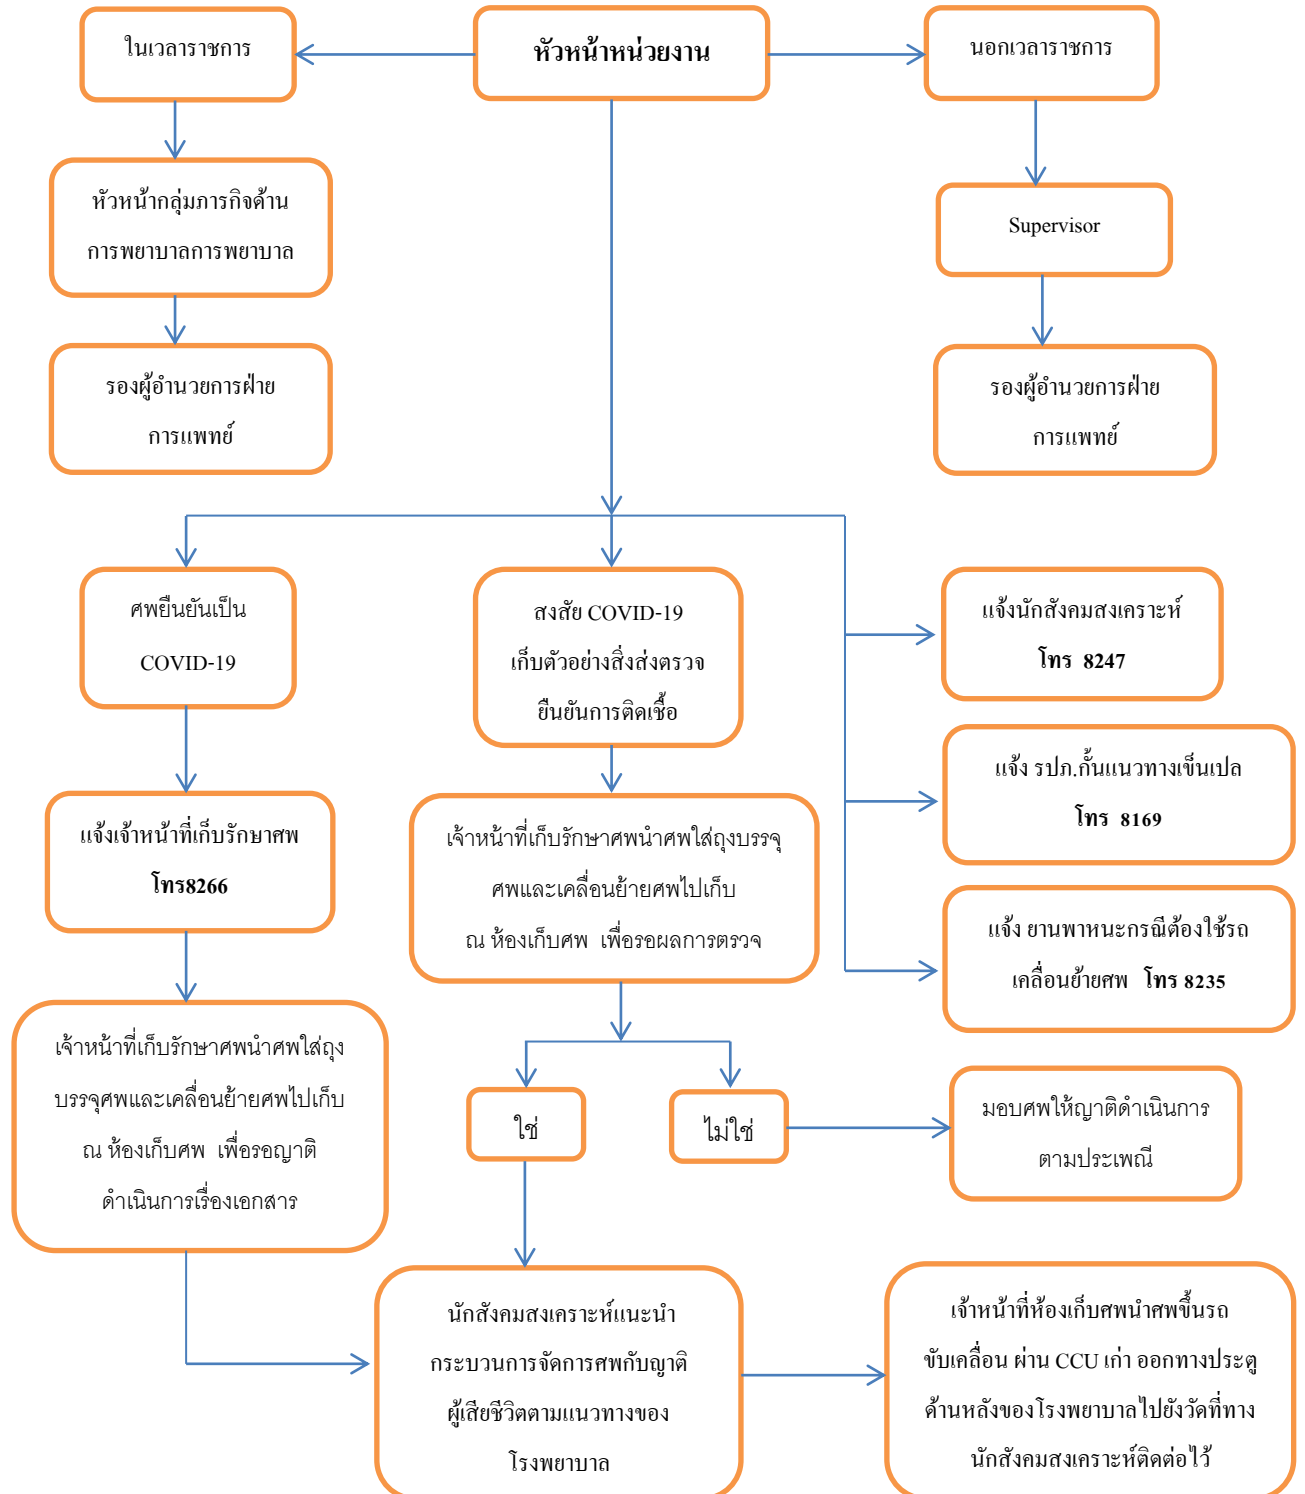 ในเวลาราชการ
หัวหน้าหน่วยงาน
นอกเวลาราชการ
หัวหน้ากลุ่มภารกิจด้าน
การพยาบาลการพยาบาล
Supervisor
รองผู้อำนวยการฝ่าย
การแพทย์
รองผู้อำนวยการฝ่าย
การแพทย์
ศพยืนยันเป็น
COVID-19
สงสัย COVID-19
เก็บตัวอย่างสิ่งส่งตรวจ
ยืนยันการติดเชื้อ
แจ้งนักสังคมสงเคราะห์
โทร 8247
แจ้ง รปภ.กั้นแนวทางเข็นเปล
โทร 8169
แจ้งเจ้าหน้าที่เก็บรักษาศพ
โทร8266
เจ้าหน้าที่เก็บรักษาศพนำศพใส่ถุงบรรจุ
ศพและเคลื่อนย้ายศพไปเก็บ
ณ ห้องเก็บศพ เพื่อรอผลการตรวจ
แจ้ง ยานพาหนะกรณีต้องใช้รถ
เคลื่อนย้ายศพ โทร 8235
เจ้าหน้าที่เก็บรักษาศพนำศพใส่ถุง
บรรจุศพและเคลื่อนย้ายศพไปเก็บ
ณ ห้องเก็บศพ เพื่อรอญาติ
ดำเนินการเรื่องเอกสาร
ใช่
ไม่ใช่
มอบศพให้ญาติดำเนินการ
ตามประเพณี
นักสังคมสงเคราะห์แนะนำ
กระบวนการจัดการศพกับญาติ
ผู้เสียชีวิตตามแนวทางของ
โรงพยาบาล
เจ้าหน้าที่ห้องเก็บศพนำศพขึ้นรถ
ขับเคลื่อน ผ่าน CCU เก่า ออกทางประตู
ด้านหลังของโรงพยาบาลไปยังวัดที่ทาง
นักสังคมสงเคราะห์ติดต่อไว้